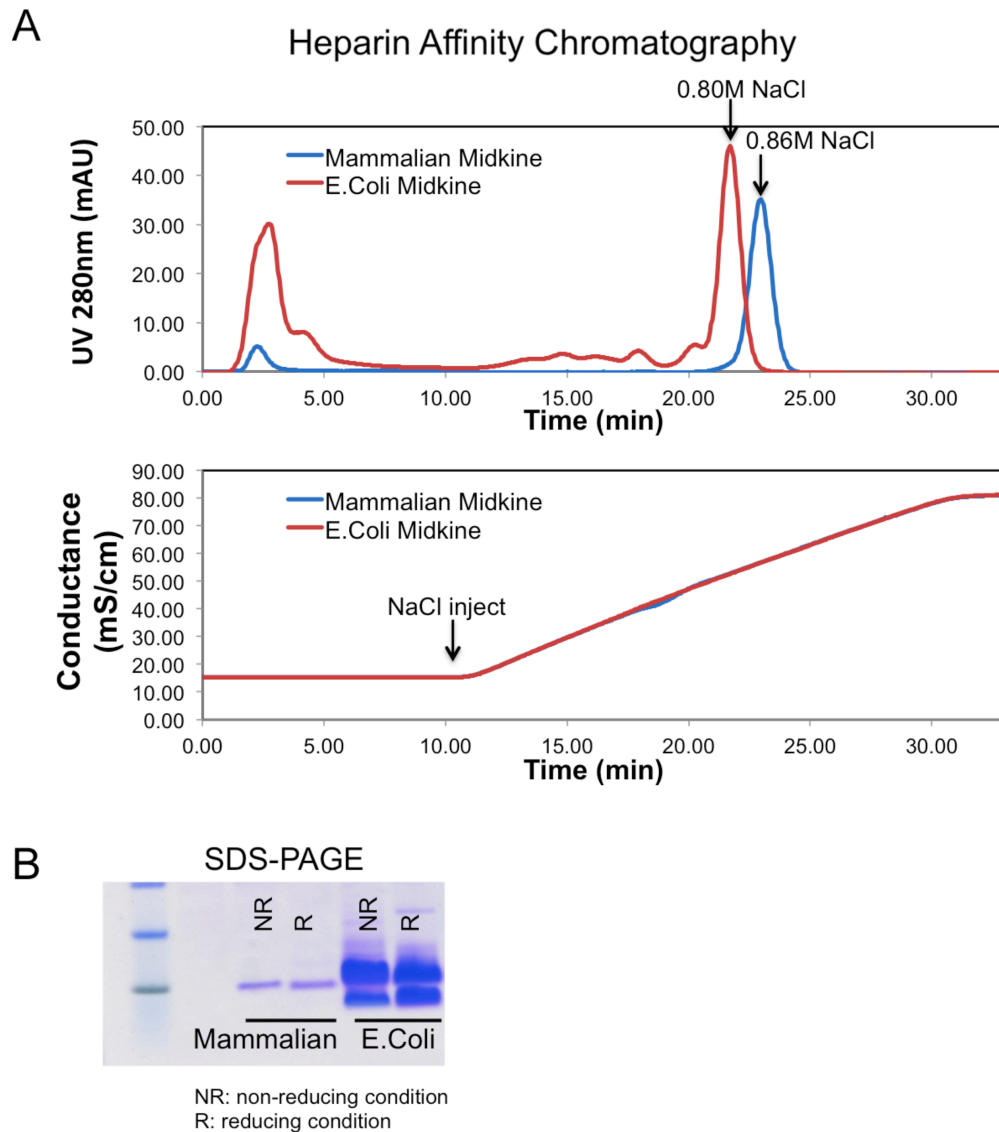 A
Heparin Affinity Chromatography
0.80M NaCl
0.86M NaCl
UV 280nm (mAU)
50.00
40.00
30.00
20.00
10.00
0.00
Mammalian Midkine
E.Coli Midkine
0.00 5.00 10.00 15.00 20.00 25.00 30.00
Time (min)
Conductance
(mS/cm)
90.00
80.00
70.00
60.00
50.00
40.00
30.00
20.00
10.00
0.00
Mammalian Midkine
E.Coli Midkine
NaCl inject
0.00 5.00 10.00 15.00 20.00 25.00 30.00
Time (min)
B
SDS-PAGE
NR R NR R
Mammalian E.Coli
NR: non-reducing condition
R: reducing condition